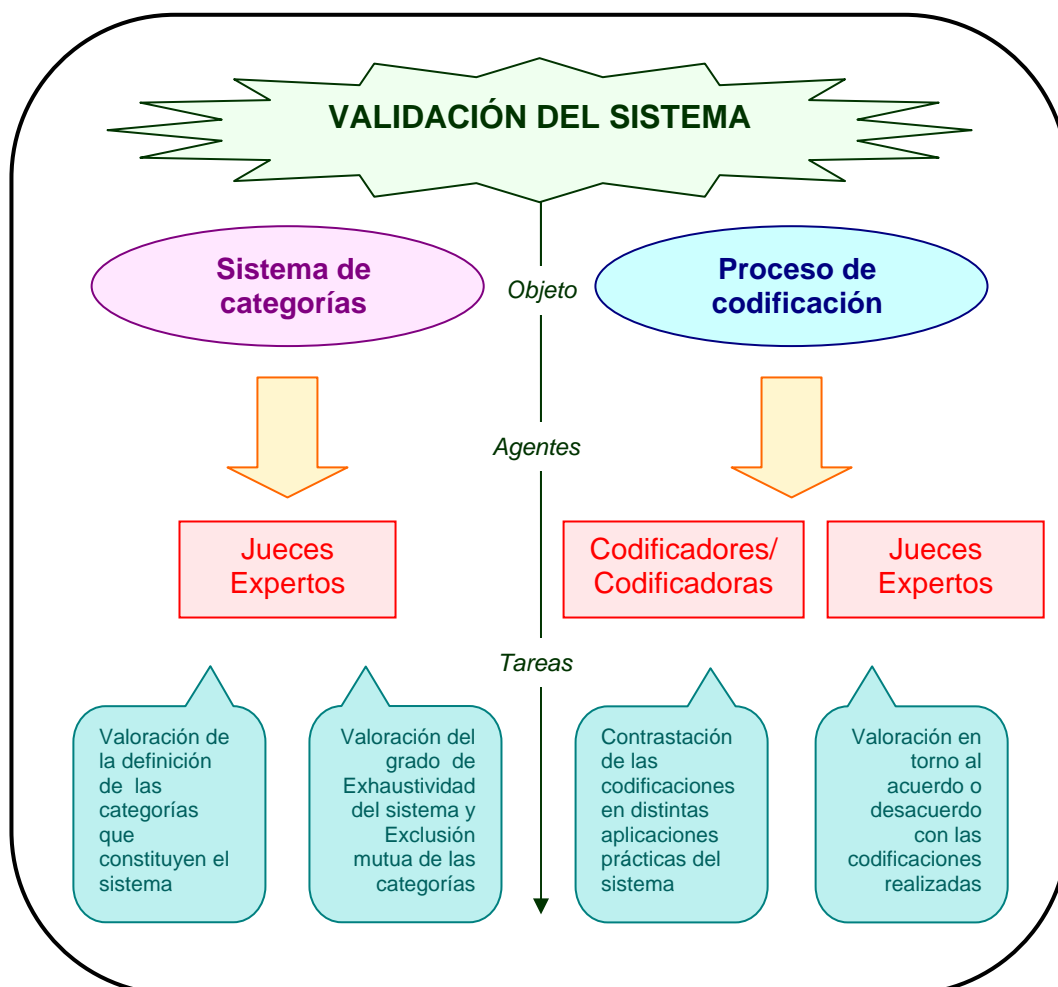 VALIDACIÓN DEL SISTEMA
Sistema de
categorías
Objeto
Proceso de
codificación
Agentes
Jueces
Expertos
Codificadores/
Codificadoras
Jueces
Expertos
Tareas
Valoración de
la definición
de las
categorías
que
constituyen el
sistema
Valoración del
grado de
Exhaustividad
del sistema y
Exclusión
mutua de las
categorías
Contrastación
de las
codificaciones
en distintas
aplicaciones
prácticas del
sistema
Valoración en
torno al
acuerdo o
desacuerdo
con las
codificaciones
realizadas